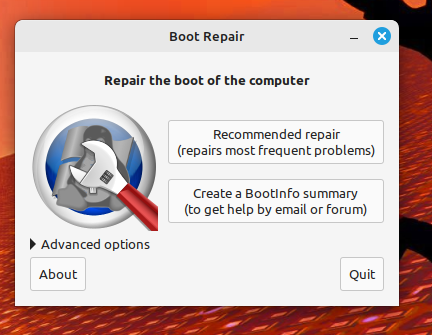 Boot Repair
Repair the boot of the computer
Recommended repair
(repairs most frequent problems)
Create a BootInfo summary
(to get help by email or forum)
Advanced options
About
Quit